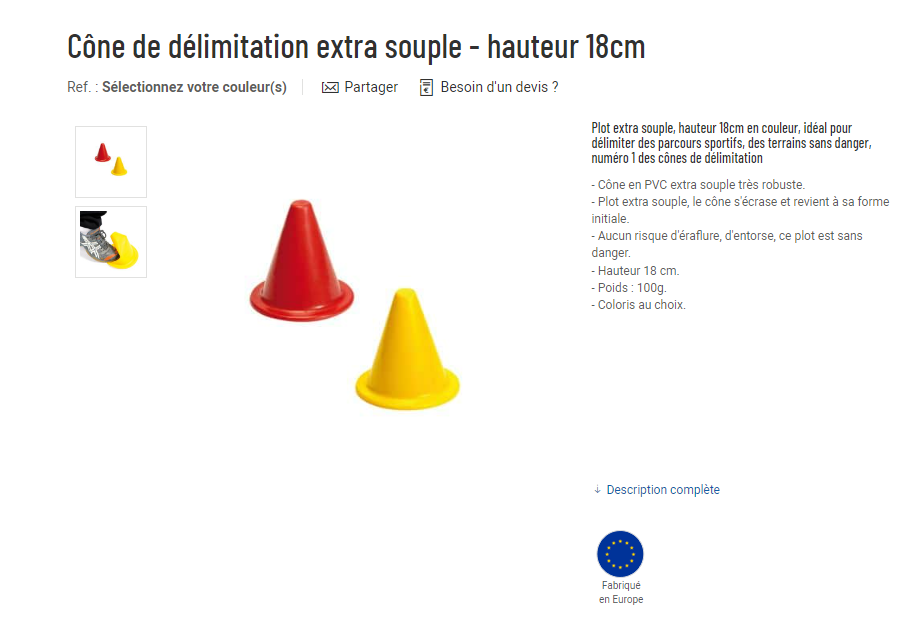 Cône de délimitation extra souple - hauteur 18cm
Ref. : Sélectionnez votre couleur(s)
Partager
Besoin d'un devis ?
Plot extra souple, hauteur 18cm en couleur, idéal pour
délimiter des parcours sportifs, des terrains sans danger,
numéro 1 des cônes de délimitation
- Cône en PVC extra souple très robuste.
- Plot extra souple, le cône s'écrase et revient à sa forme
initiale.
- Aucun risque d'éraflure, d'entorse, ce plot est sans
danger.
- Hauteur 18 cm.
- Poids : 100g.
- Coloris au choix.
↓ Description complète
Fabriqué
en Europe